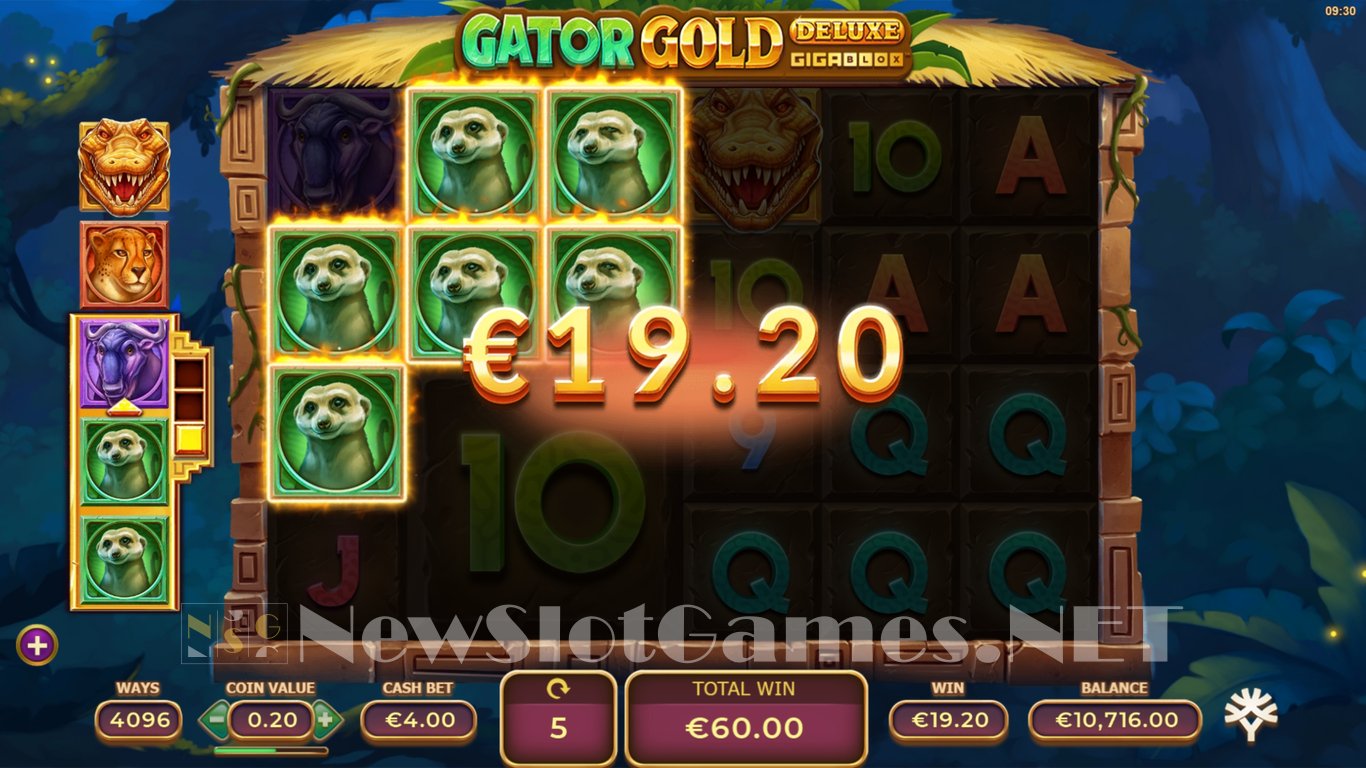 09:30
GATOR GOLD DELUXE
GIGABLOX
10 A
10 A A
€19.20
10 9 Q Q
J Q Q Q
NSG NewSlotGames.NET
WAYS COIN VALUE CASH BET TOTAL WIN WIN BALANCE
4096 0.20 €4.00 5 €60.00 €19.20 €10,716.00